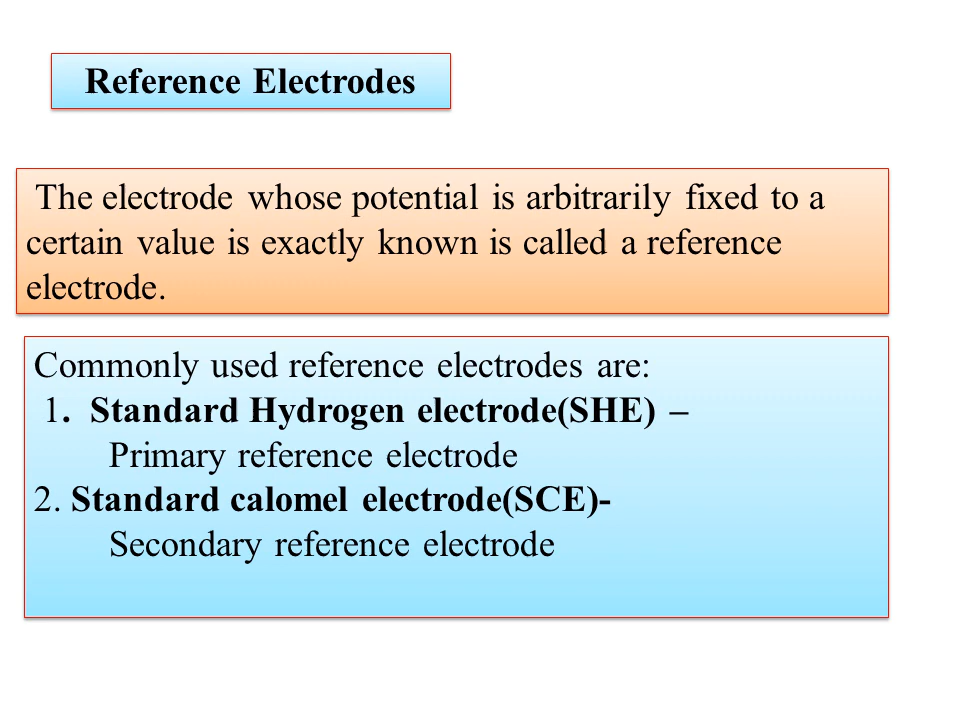 Reference Electrodes
The electrode whose potential is arbitrarily fixed to a
certain value is exactly known is called a reference
electrode.
Commonly used reference electrodes are:
1. Standard Hydrogen electrode(SHE) –
Primary reference electrode
2. Standard calomel electrode(SCE)-
Secondary reference electrode